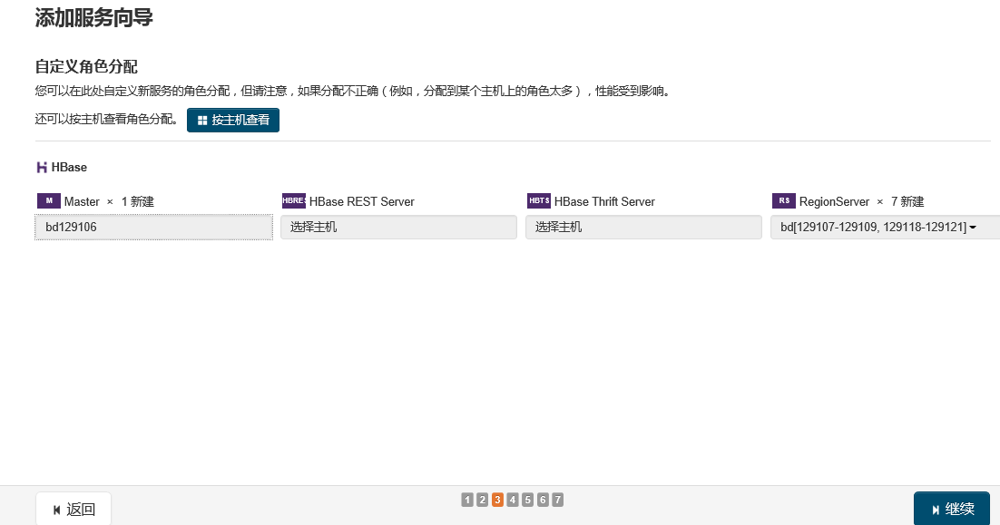 添加服务向导
自定义角色分配
您可以在此处自定义新服务的角色分配，但请注意，如果分配不正确（例如，分配到某个主机上的角色太多），性能受到影响。
还可以按主机查看角色分配。 按主机查看
HBase
M Master × 1 新建 HBRE HBase REST Server HBTS HBase Thrift Server RS RegionServer × 7 新建
bd129106 选择主机 选择主机 bd[129107-129109, 129118-129121]
返回 1 2 3 4 5 6 7 继续